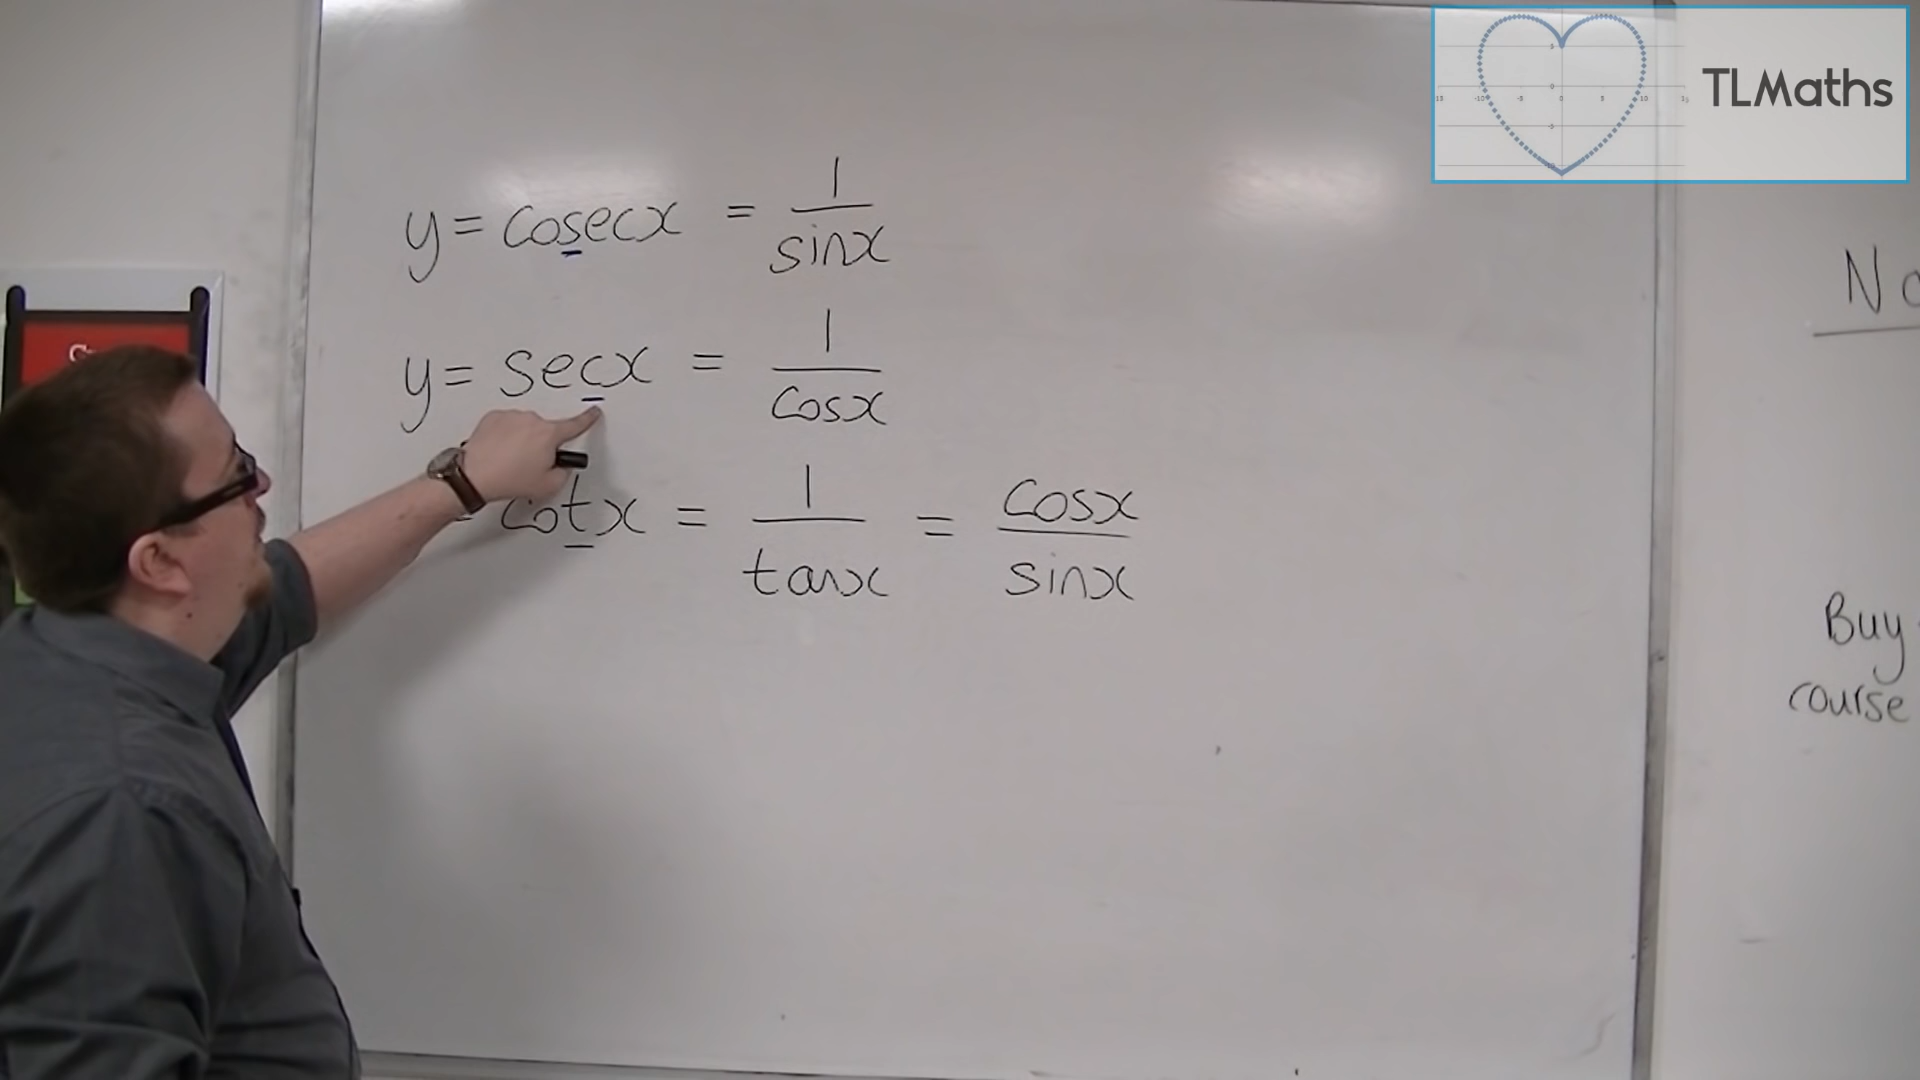 TLMaths
y = cosecx = 1/sinx
y = secx = 1/cosx
= cotx = 1/tanx = cosx/sinx
Buy
course